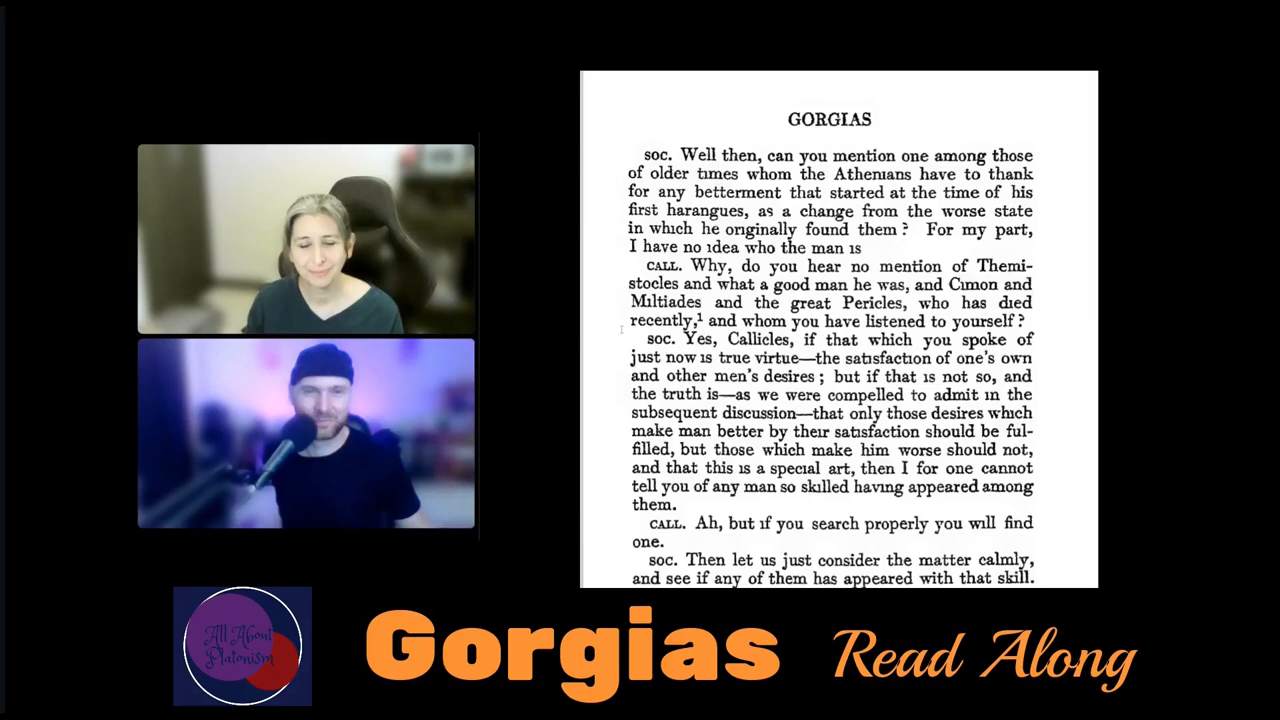 GORGIAS
SOC. Well then, can you mention one among those
of older times whom the Athenians have to thank
for any betterment that started at the time of his
first harangues, as a change from the worse state
in which he originally found them? For my part,
I have no idea who the man is
CALL. Why, do you hear no mention of Themi-
stocles and what a good man he was, and Cimon and
Miltiades and the great Pericles, who has died
recently,¹ and whom you have listened to yourself?
SOC. Yes, Callicles, if that which you spoke of
just now is true virtue—the satisfaction of one's own
and other men's desires; but if that is not so, and
the truth is—as we were compelled to admit in the
subsequent discussion—that only those desires which
make man better by their satisfaction should be ful-
filled, but those which make him worse should not,
and that this is a special art, then I for one cannot
tell you of any man so skilled having appeared among
them.
CALL. Ah, but if you search properly you will find
one.
SOC. Then let us just consider the matter calmly,
and see if any of them has appeared with that skill.
All About
Platonism
Gorgias Read Along